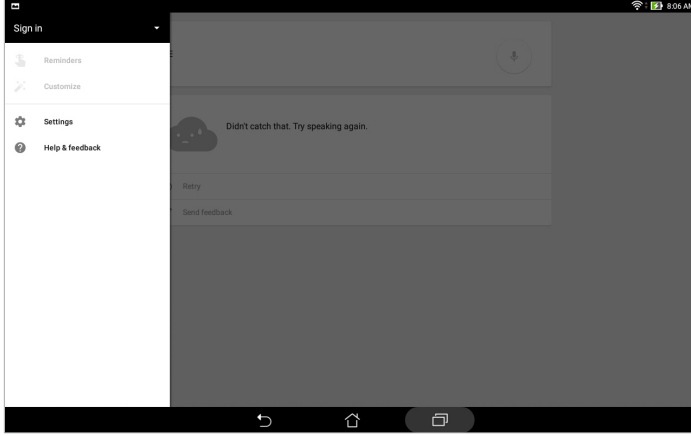 8:06 AM
Sign in
Reminders
Customize
Settings
Help & feedback
Didn't catch that. Try speaking again.
Retry
Send feedback